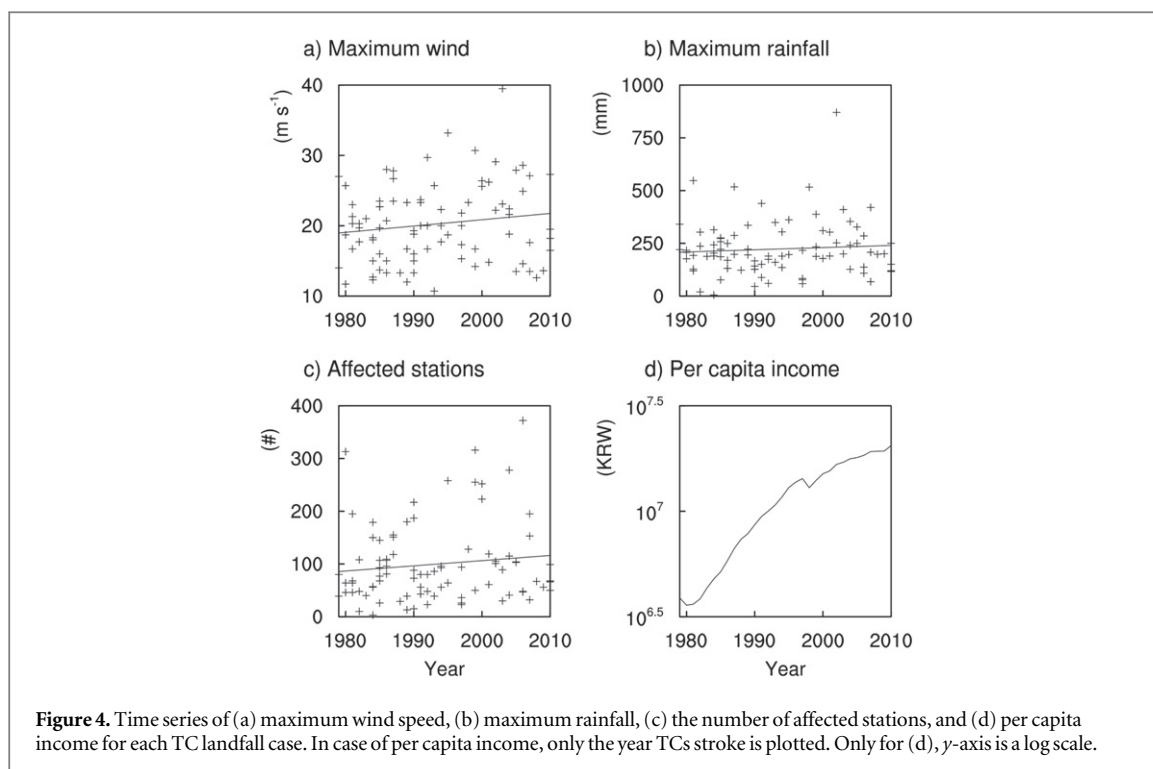 a) Maximum wind
b) Maximum rainfall
(m s⁻¹)
40
30
20
10
1980 1990 2000 2010
(mm)
1000
750
500
250
0
1980 1990 2000 2010
c) Affected stations
d) Per capita income
(#)
400
300
200
100
0
1980 1990 2000 2010
Year
(KRW)
10^7.5
10^7
10^6.5
1980 1990 2000 2010
Year
Figure 4. Time series of (a) maximum wind speed, (b) maximum rainfall, (c) the number of affected stations, and (d) per capita
income for each TC landfall case. In case of per capita income, only the year TCs stroke is plotted. Only for (d), y-axis is a log scale.